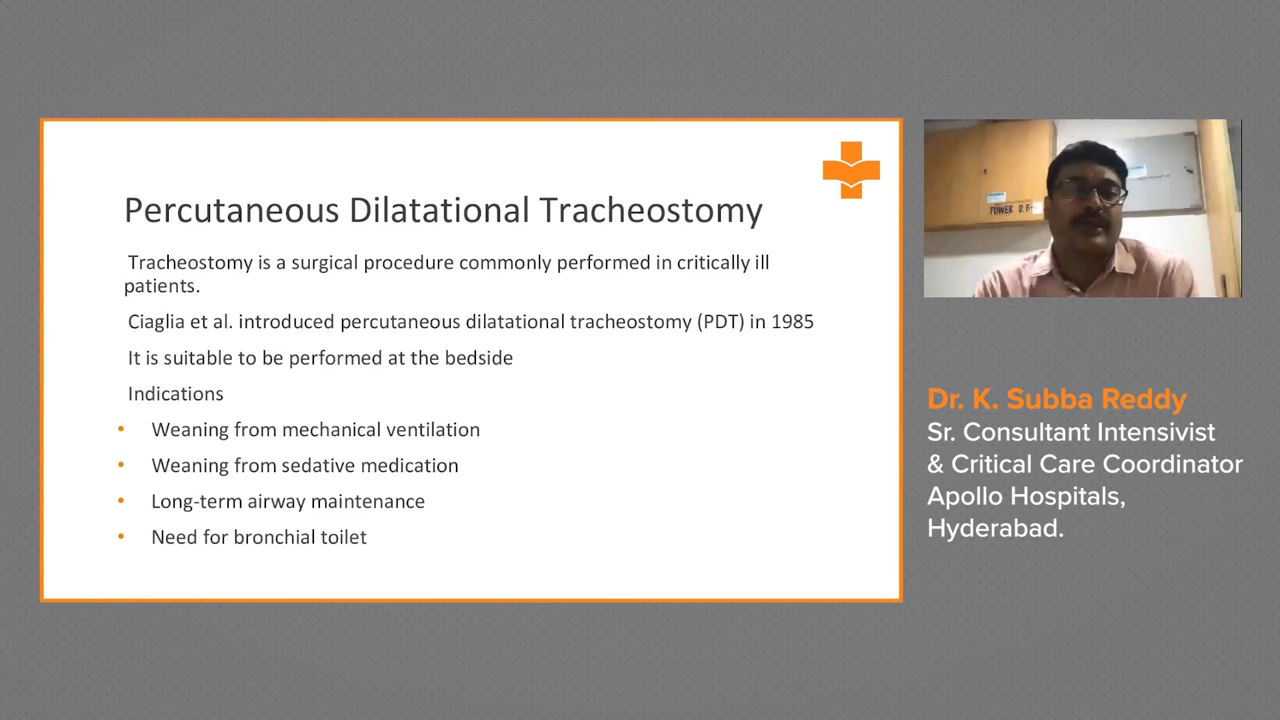 Percutaneous Dilatational Tracheostomy
Tracheostomy is a surgical procedure commonly performed in critically ill
patients.
Ciaglia et al. introduced percutaneous dilatational tracheostomy (PDT) in 1985
It is suitable to be performed at the bedside
Indications
• Weaning from mechanical ventilation
• Weaning from sedative medication
• Long-term airway maintenance
• Need for bronchial toilet
POWER D.B
Dr. K. Subba Reddy
Sr. Consultant Intensivist
& Critical Care Coordinator
Apollo Hospitals,
Hyderabad.